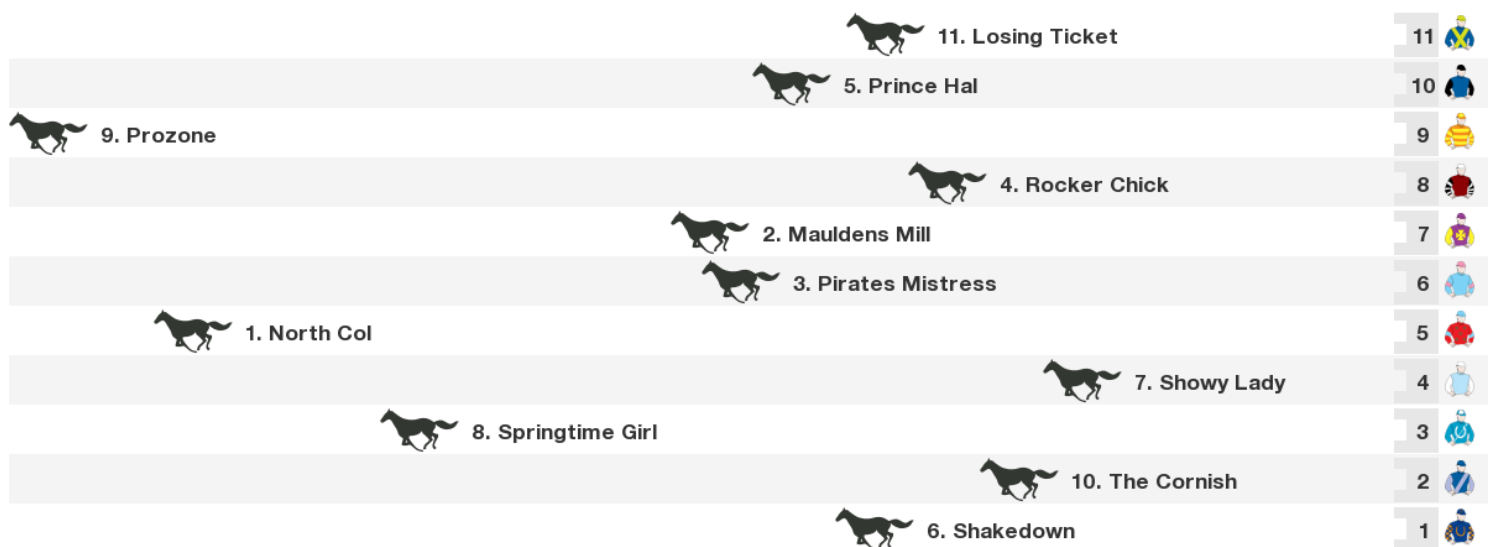 11. Losing Ticket 11
5. Prince Hal 10
9. Prozone 9
4. Rocker Chick 8
2. Mauldens Mill 7
3. Pirates Mistress 6
1. North Col 5
7. Showy Lady 4
8. Springtime Girl 3
10. The Cornish 2
6. Shakedown 1